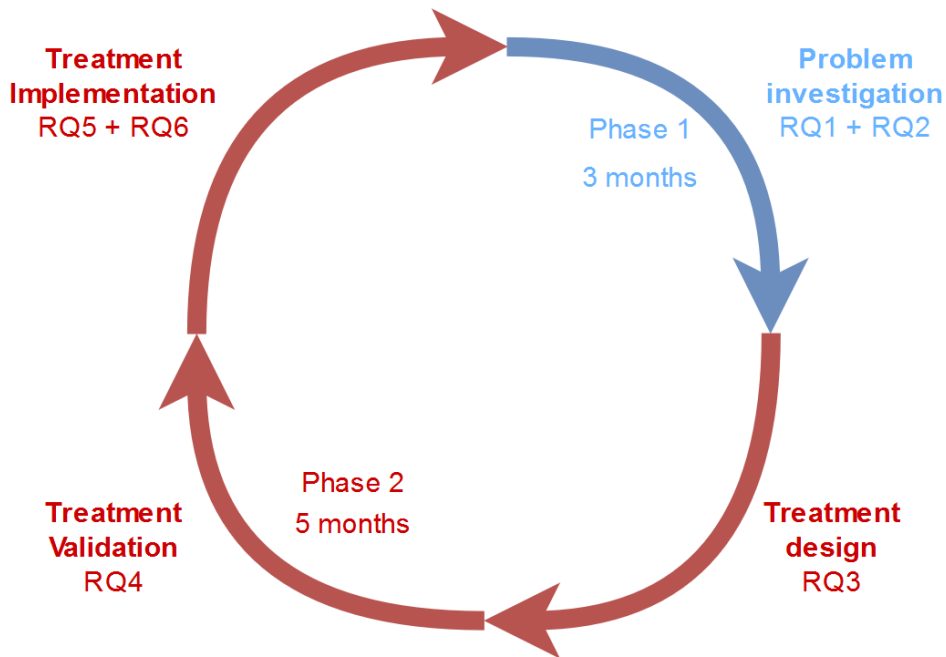 Treatment
Implementation
RQ5 + RQ6
Problem
investigation
RQ1 + RQ2
Phase 1
3 months
Phase 2
5 months
Treatment
Validation
RQ4
Treatment
design
RQ3